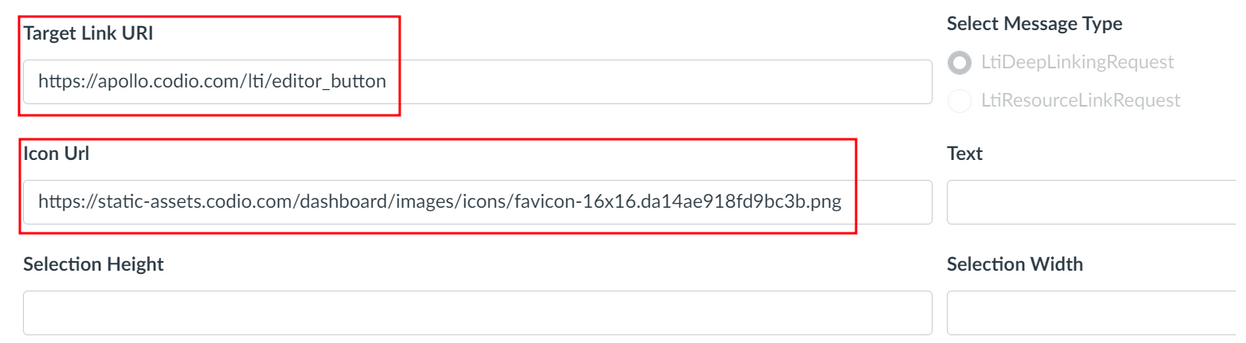 Target Link URI
https://apollo.codio.com/lti/editor_button
Select Message Type
LtiDeepLinkingRequest
LtiResourceLinkRequest
Icon Url
https://static-assets.codio.com/dashboard/images/icons/favicon-16x16.da14ae918fd9bc3b.png
Text
Selection Height
Selection Width